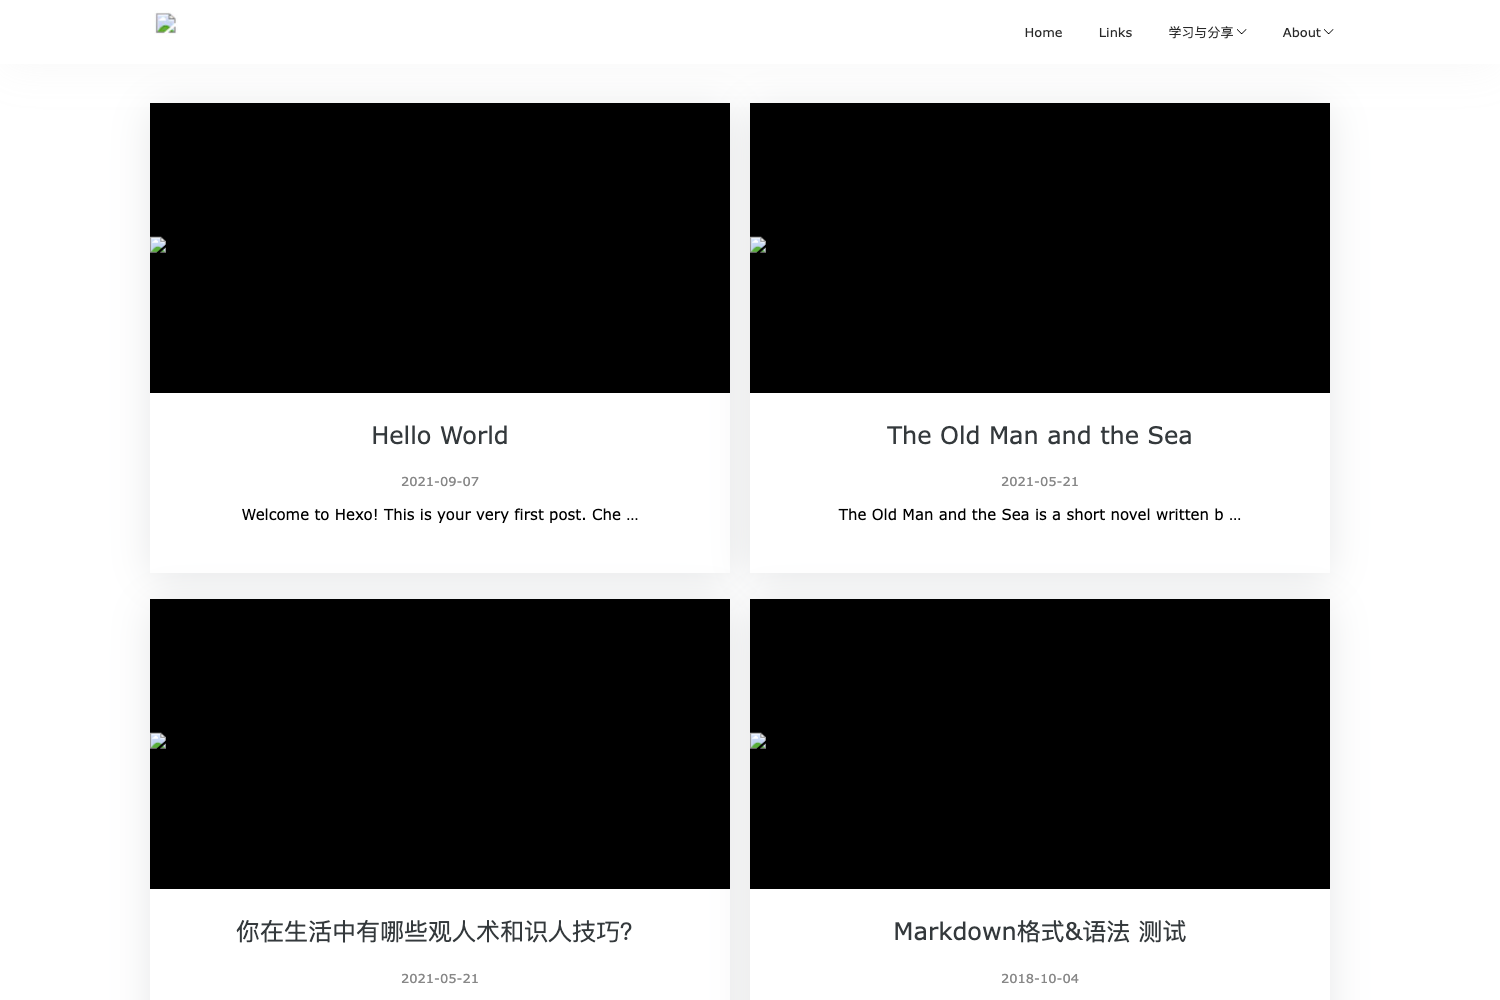 Home Links 学习与分享 About
Hello World
2021-09-07
Welcome to Hexo! This is your very first post. Che ...
The Old Man and the Sea
2021-05-21
The Old Man and the Sea is a short novel written b ...
你在生活中有哪些观人术和识人技巧?
2021-05-21
Markdown格式&语法 测试
2018-10-04